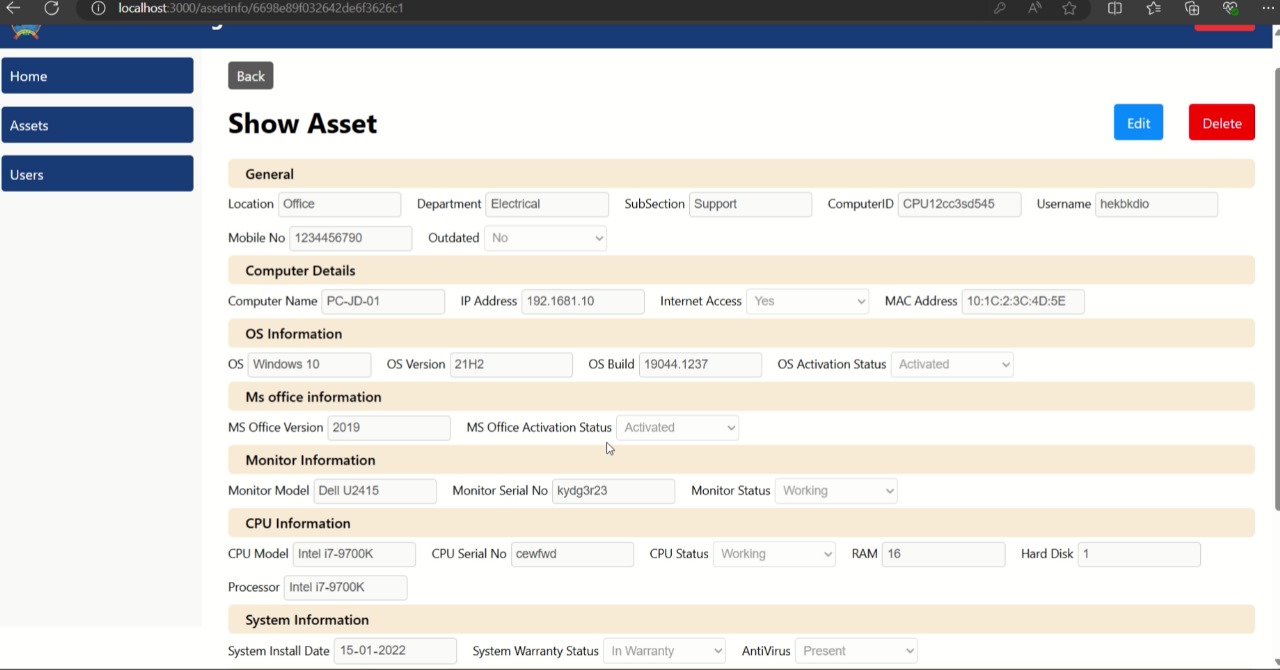 localhost:3000/assetinfo/6698e89f032642de6f3626c1
Home
Assets
Users
Back
Show Asset
Edit
Delete
General
Location Office Department Electrical SubSection Support ComputerID CPU12cc3sd545 Username hekbkdio
Mobile No 1234456790 Outdated No
Computer Details
Computer Name PC-JD-01 IP Address 192.1681.10 Internet Access Yes MAC Address 10:1C:2:3C:4D:5E
OS Information
OS Windows 10 OS Version 21H2 OS Build 19044.1237 OS Activation Status Activated
Ms office information
MS Office Version 2019 MS Office Activation Status Activated
Monitor Information
Monitor Model Dell U2415 Monitor Serial No kydg3r23 Monitor Status Working
CPU Information
CPU Model Intel i7-9700K CPU Serial No cewfwd CPU Status Working RAM 16 Hard Disk 1
Processor Intel i7-9700K
System Information
System Install Date 15-01-2022 System Warranty Status In Warranty AntiVirus Present